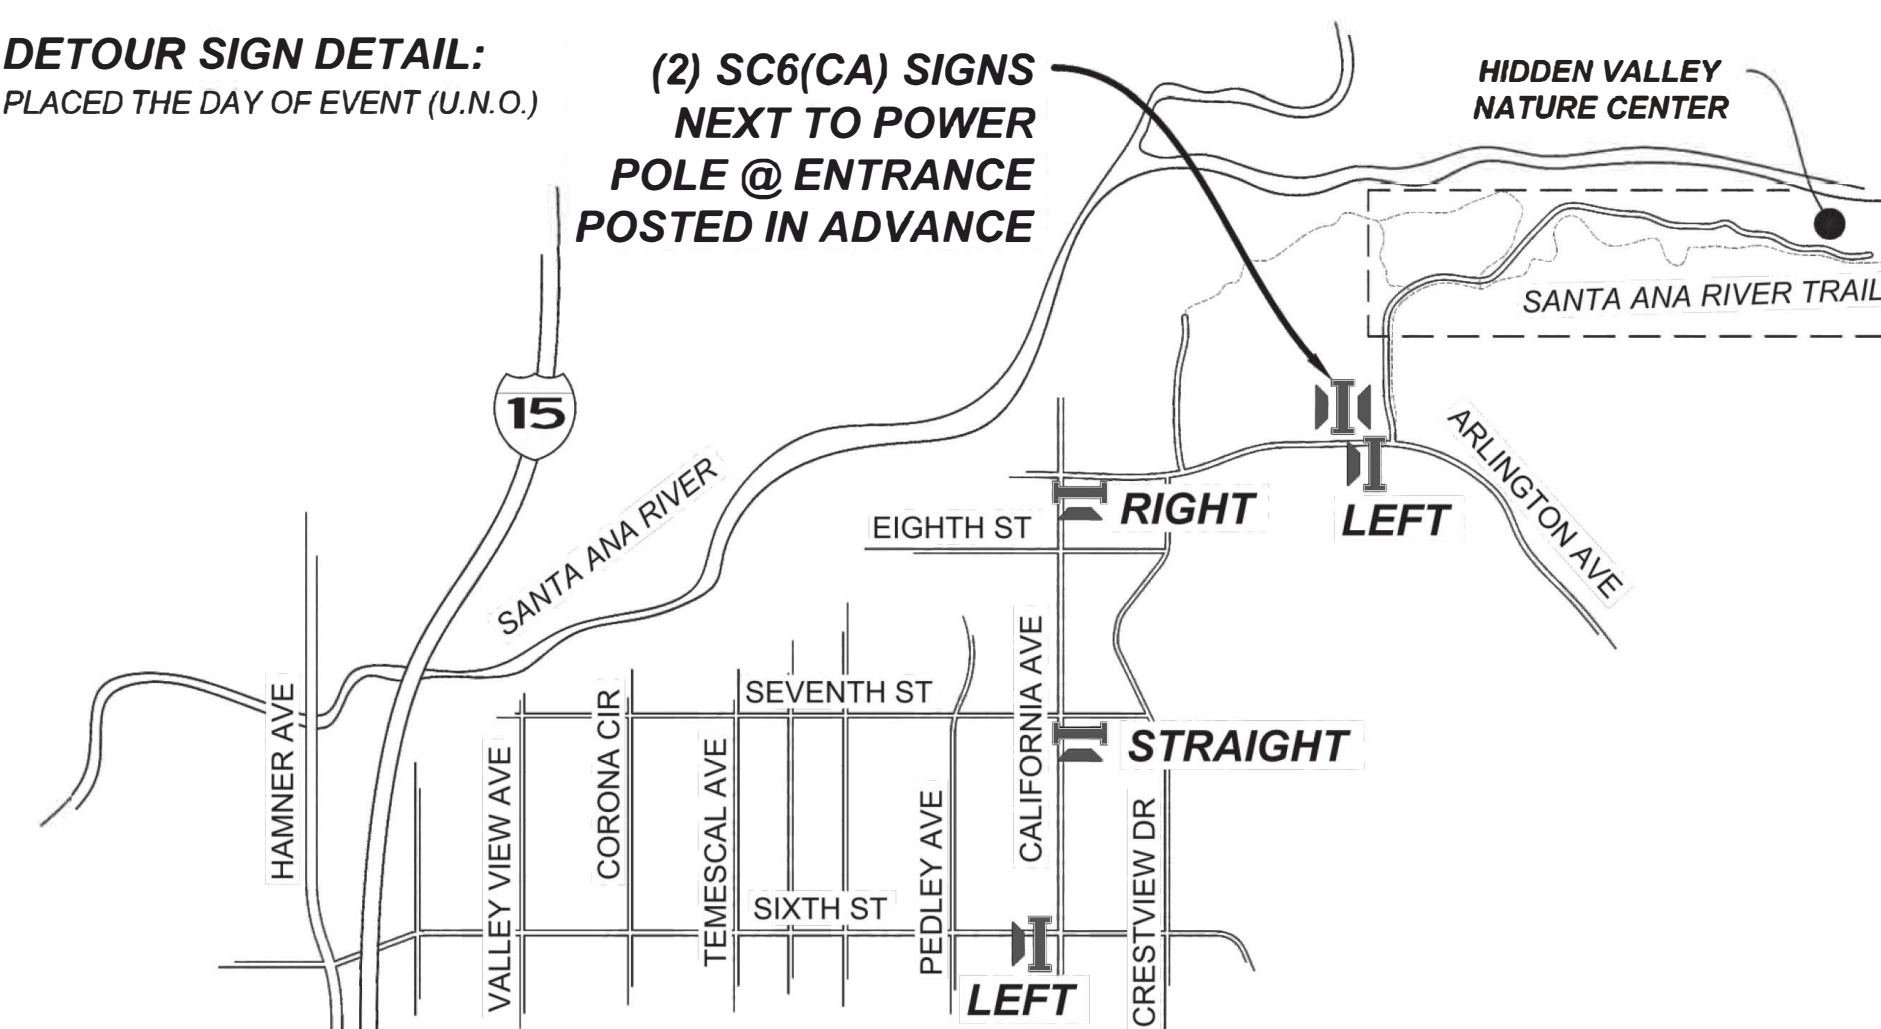 DETOUR SIGN DETAIL:
PLACED THE DAY OF EVENT (U.N.O.)
(2) SC6(CA) SIGNS
NEXT TO POWER
POLE @ ENTRANCE
POSTED IN ADVANCE
HIDDEN VALLEY
NATURE CENTER
SANTA ANA RIVER TRAIL
15
ARLINGTON AVE
SANTA ANA RIVER
RIGHT
LEFT
EIGHTH ST
SEVENTH ST
CALIFORNIA AVE
STRAIGHT
HAMNER AVE
VALLEY VIEW AVE
CORONA CIR
TEMESCAL AVE
PEDLEY AVE
CRESTVIEW DR
SIXTH ST
LEFT